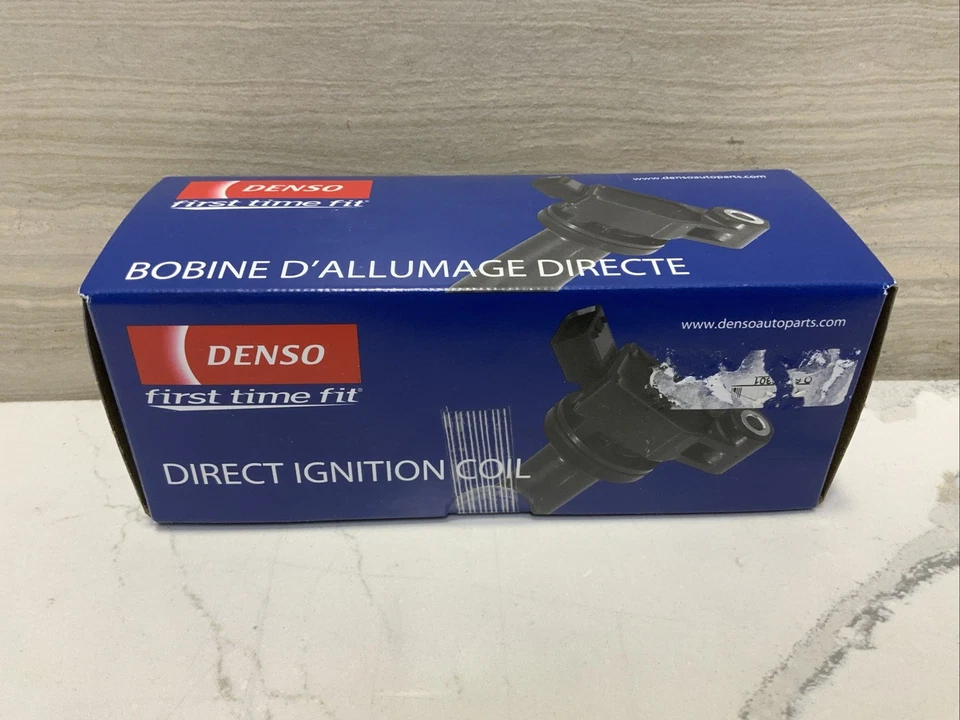 DENSO
www.densoautoparts.com
first time fit®
BOBINE D'ALLUMAGE DIRECTE
DENSO
www.densoautoparts.com
first time fit®
DIRECT IGNITION COIL